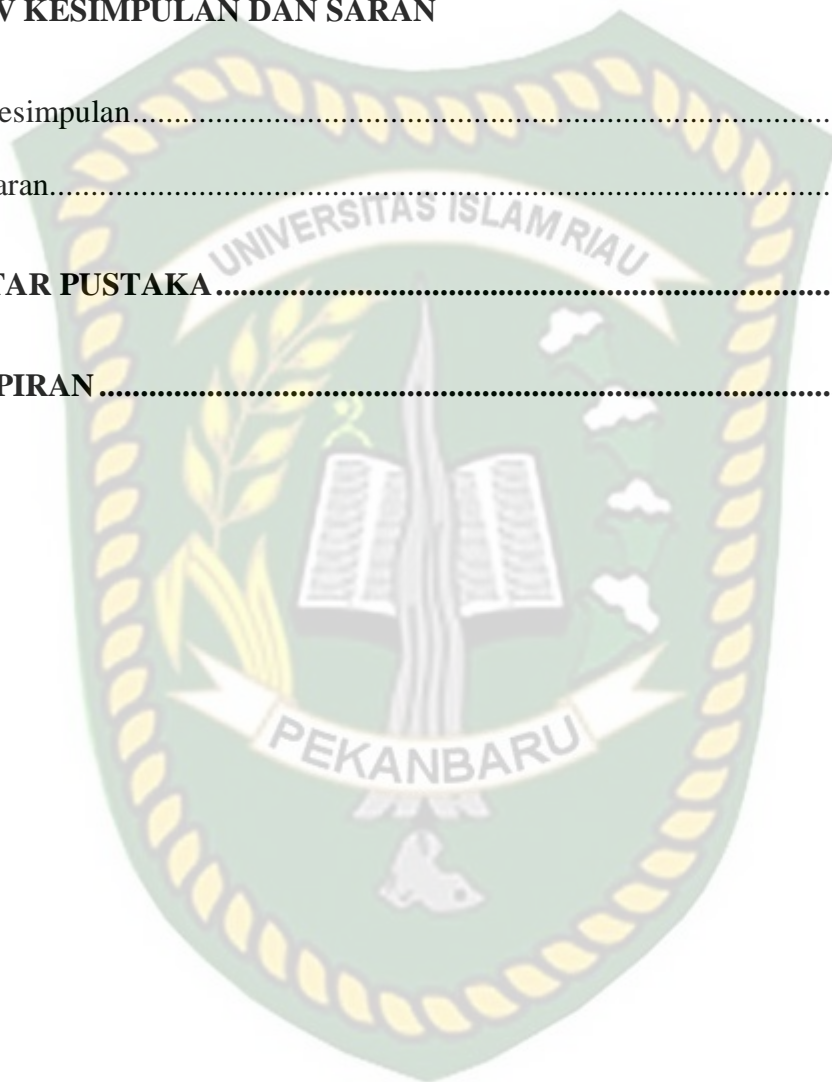 V KESIMPULAN DAN SARAN
esimpulan
aran
UNIVERSITAS ISLAM RIAU
TAR PUSTAKA
PIRAN
PEKANBARU